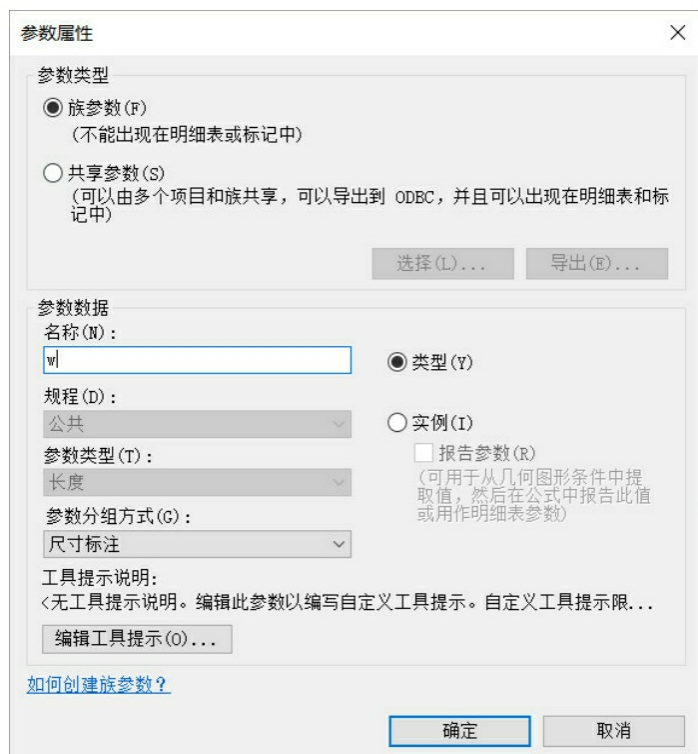 参数属性
参数类型
族参数(F)
(不能出现在明细表或标记中)
共享参数(S)
(可以由多个项目和族共享，可以导出到 ODBC，并且可以出现在明细表和标
记中)
选择(L)...
导出(E)...
参数数据
名称(N)：
w
类型(Y)
规程(D)：
公共
实例(I)
报告参数(R)
参数类型(T)：
长度
(可用于从几何图形条件中提
取值，然后在公式中报告此值
或用作明细表参数)
参数分组方式(G)：
尺寸标注
工具提示说明:
<无工具提示说明。编辑此参数以编写自定义工具提示。自定义工具提示限...
编辑工具提示(O)...
如何创建族参数？
确定
取消